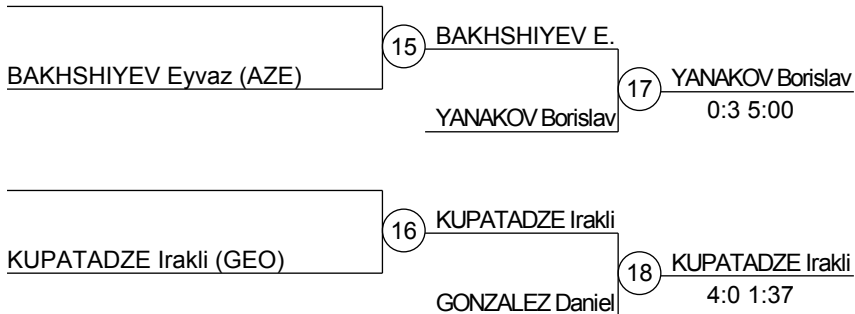 15
BAKHSHIYEV E.
BAKHSHIYEV Eyvaz (AZE)
17
YANAKOV Borislav
YANAKOV Borislav
0:3 5:00
16
KUPATADZE Irakli
KUPATADZE Irakli (GEO)
18
KUPATADZE Irakli
GONZALEZ Daniel
4:0 1:37